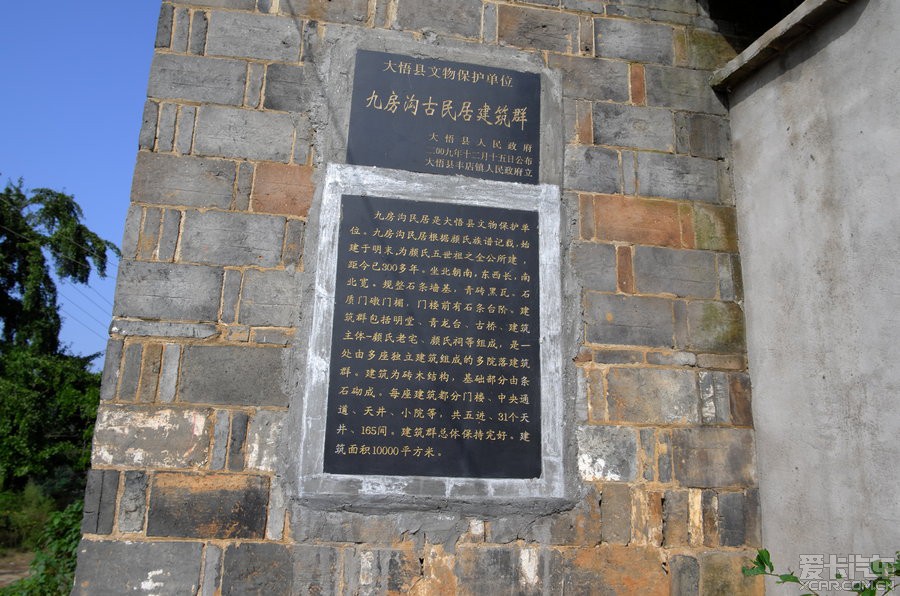 大悟县文物保护单位
九房沟古民居建筑群
大悟县人民政府
二00九年十二月十五日公布
大悟县丰店镇人民政府立
九房沟民居是大悟县文物保护单
位。九房沟民居根据颜氏族谱记载，始
建于明末，为颜氏五世祖之全公所建，
距今已300多年。坐北朝南，东西长，南
北宽。规整石条墙基，青砖黑瓦。石
质门墩门楣，门楼前有石条台阶。建
筑群包括明堂、青龙台、古桥、建筑
主体-颜氏老宅、颜氏祠等组成，是一
处由多座独立建筑组成的多院落建筑
群。建筑为砖木结构，基础部分由条
石砌成。每座建筑都分门楼、中央通
道、天井、小院等，共五进、31个天
井、165间。建筑群总体保持完好。建
筑面积10000平方米。
爱卡汽车
XCAR.COM.CN